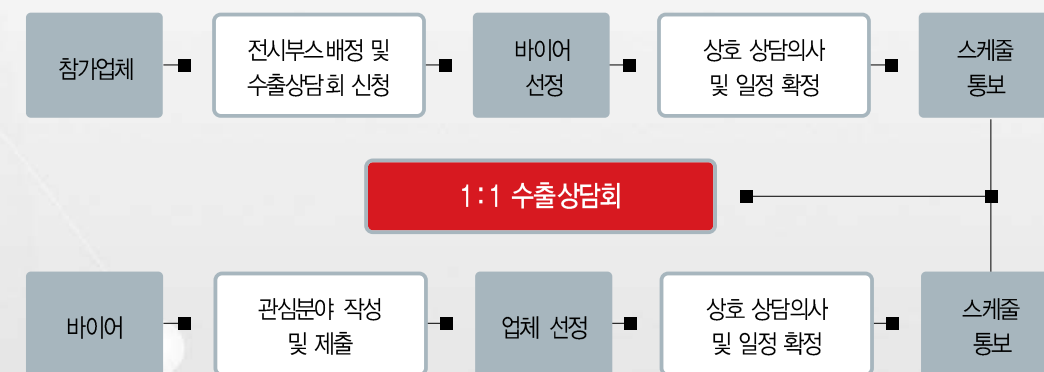 참가업체
전시부스배정 및
수출상담회 신청
바이어
선정
상호 상담의사
및 일정 확정
스케줄
통보
1:1 수출상담회
바이어
관심분야 작성
및 제출
업체 선정
상호 상담의사
및 일정 확정
스케줄
통보